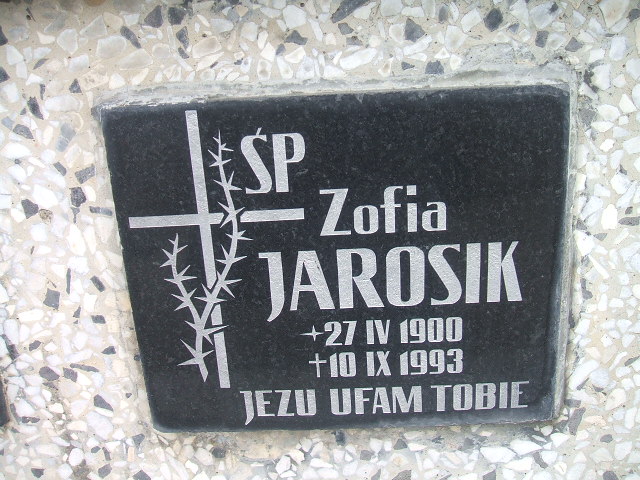 ŚP
Zofia
JAROSIK
✧27 IV 1900
✝10 IX 1993
JEZU UFAM TOBIE